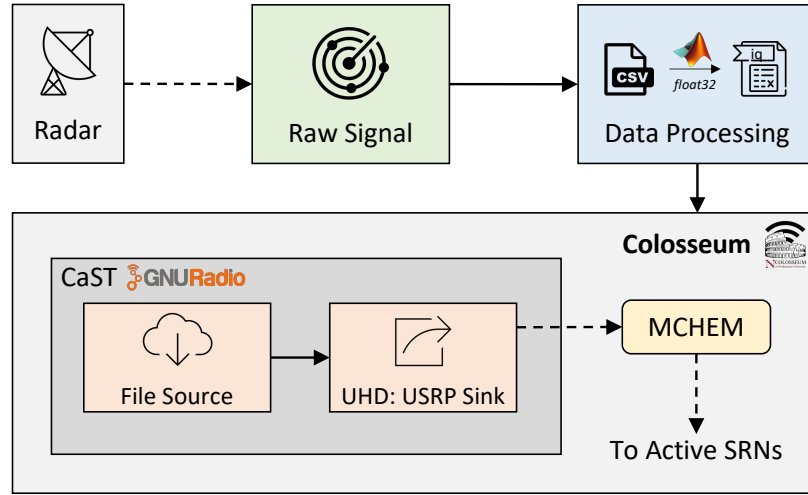 Radar
Raw Signal
CSV
float32
iq
x
Data Processing
Colosseum
COLOSSEUM
CaST
GNURadio
File Source
UHD: USRP Sink
MCHEM
To Active SRNs